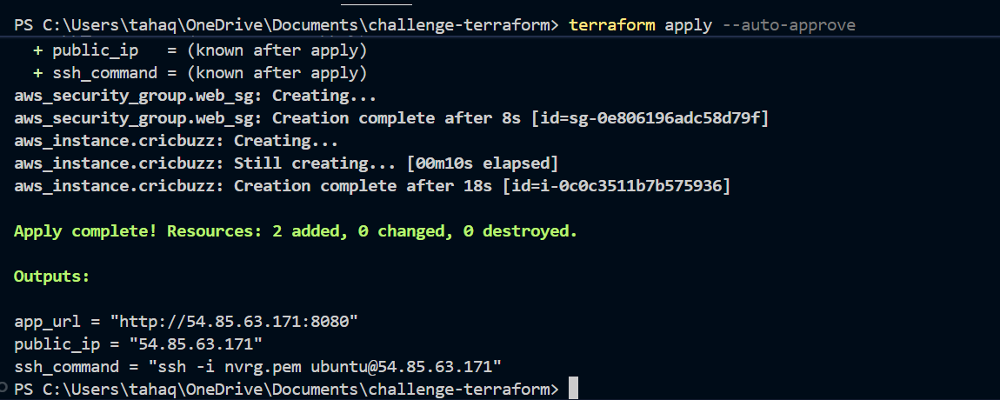 PS C:\Users\tahaq\OneDrive\Documents\challenge-terraform> terraform apply --auto-approve
+ public_ip   = (known after apply)
+ ssh_command = (known after apply)
aws_security_group.web_sg: Creating...
aws_security_group.web_sg: Creation complete after 8s [id=sg-0e806196adc58d79f]
aws_instance.cricbuzz: Creating...
aws_instance.cricbuzz: Still creating... [00m10s elapsed]
aws_instance.cricbuzz: Creation complete after 18s [id=i-0c0c3511b7b575936]
Apply complete! Resources: 2 added, 0 changed, 0 destroyed.
Outputs:
app_url = "http://54.85.63.171:8080"
public_ip = "54.85.63.171"
ssh_command = "ssh -i nvrg.pem ubuntu@54.85.63.171"
PS C:\Users\tahaq\OneDrive\Documents\challenge-terraform>